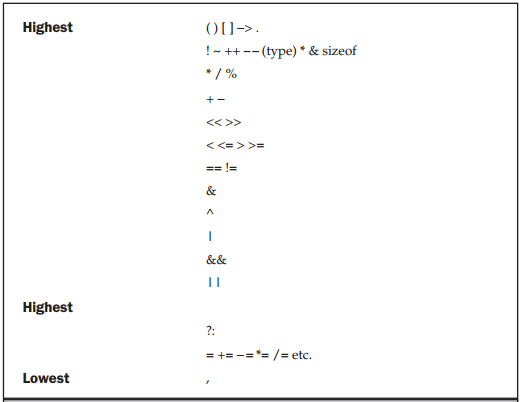 Highest ( ) [ ] –> .
! ~ ++ –– (type) * & sizeof
* / %
+ –
<< >>
< <= > >=
== !=
&
^
|
&&
| |
Highest
?:
= += –= *= /= etc.
Lowest ,